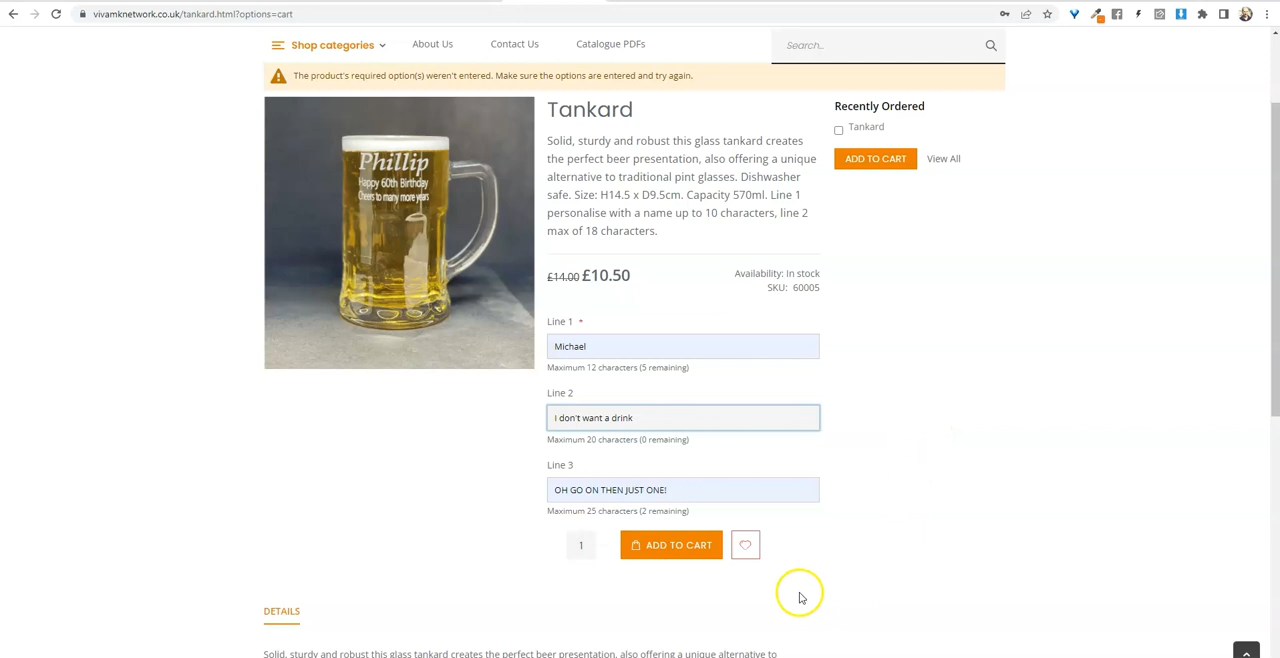 vivamknetwork.co.uk/tankard.html?options=cart
Shop categories
About Us
Contact Us
Catalogue PDFs
Search...
The product's required option(s) weren't entered. Make sure the options are entered and try again.
Phillip
Happy 60th Birthday
Cheers to many more years
Tankard
Solid, sturdy and robust this glass tankard creates
the perfect beer presentation, also offering a unique
alternative to traditional pint glasses. Dishwasher
safe. Size: H14.5 x D9.5cm. Capacity 570ml. Line 1
personalise with a name up to 10 characters, line 2
max of 18 characters.
£14.00 £10.50
Availability: In stock
SKU: 60005
Line 1 *
Michael
Maximum 12 characters (5 remaining)
Line 2
I don't want a drink
Maximum 20 characters (0 remaining)
Line 3
OH GO ON THEN JUST ONE!
Maximum 25 characters (2 remaining)
1
ADD TO CART
Recently Ordered
Tankard
ADD TO CART
View All
DETAILS
Solid, sturdy and robust this glass tankard creates the perfect beer presentation, also offering a unique alternative to